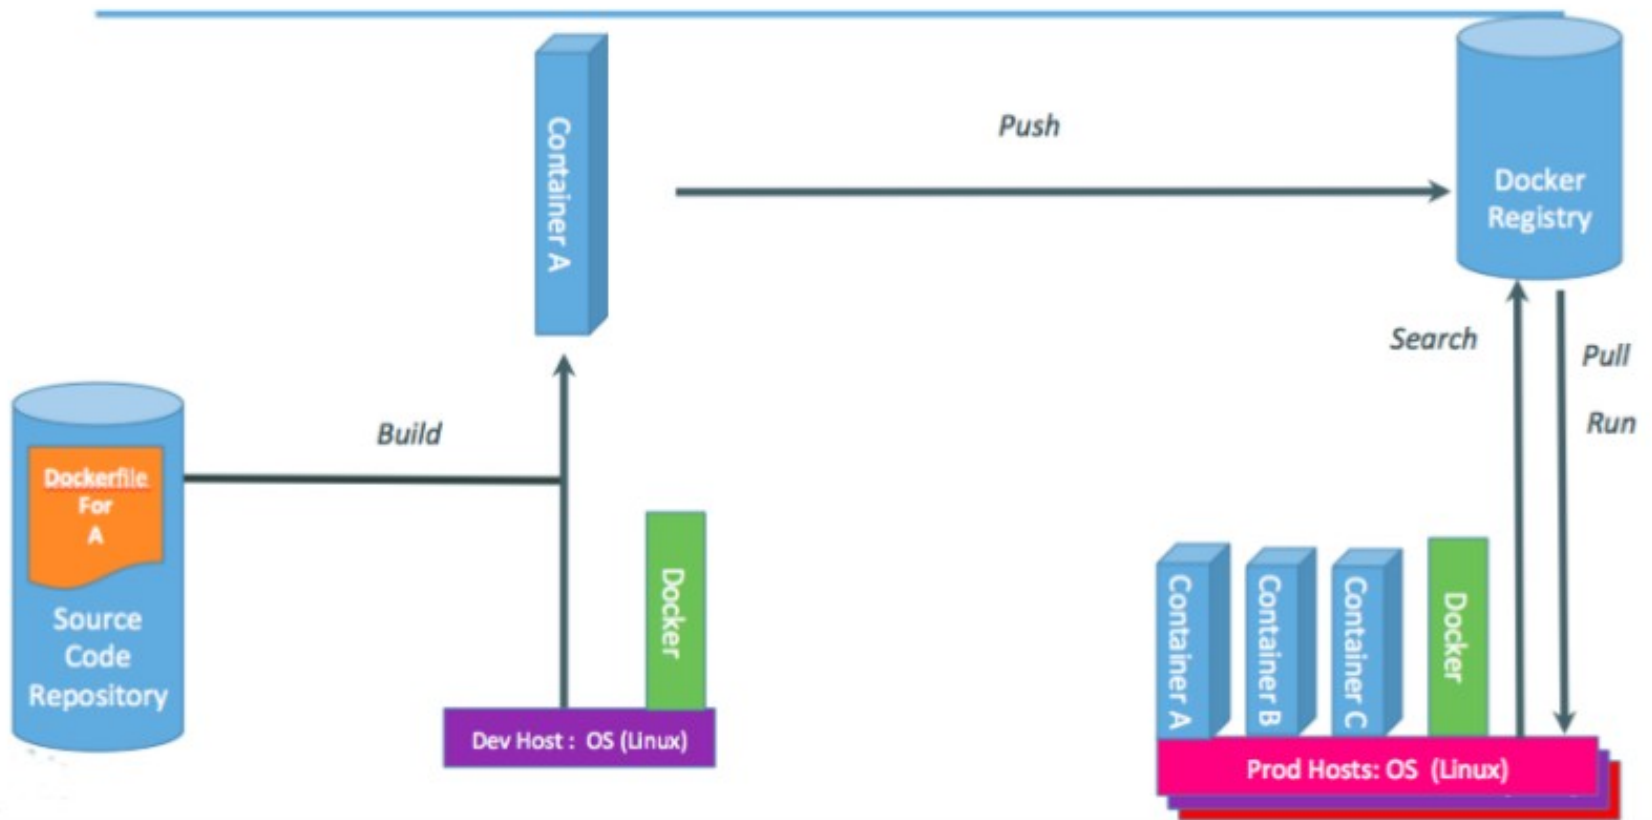 Container A
Push
Docker
Registry
Search
Pull
Run
Build
Dockerfile
For
A
Source
Code
Repository
Docker
Dev Host :  OS (Linux)
Container A
Container B
Container C
Docker
Prod Hosts: OS  (Linux)